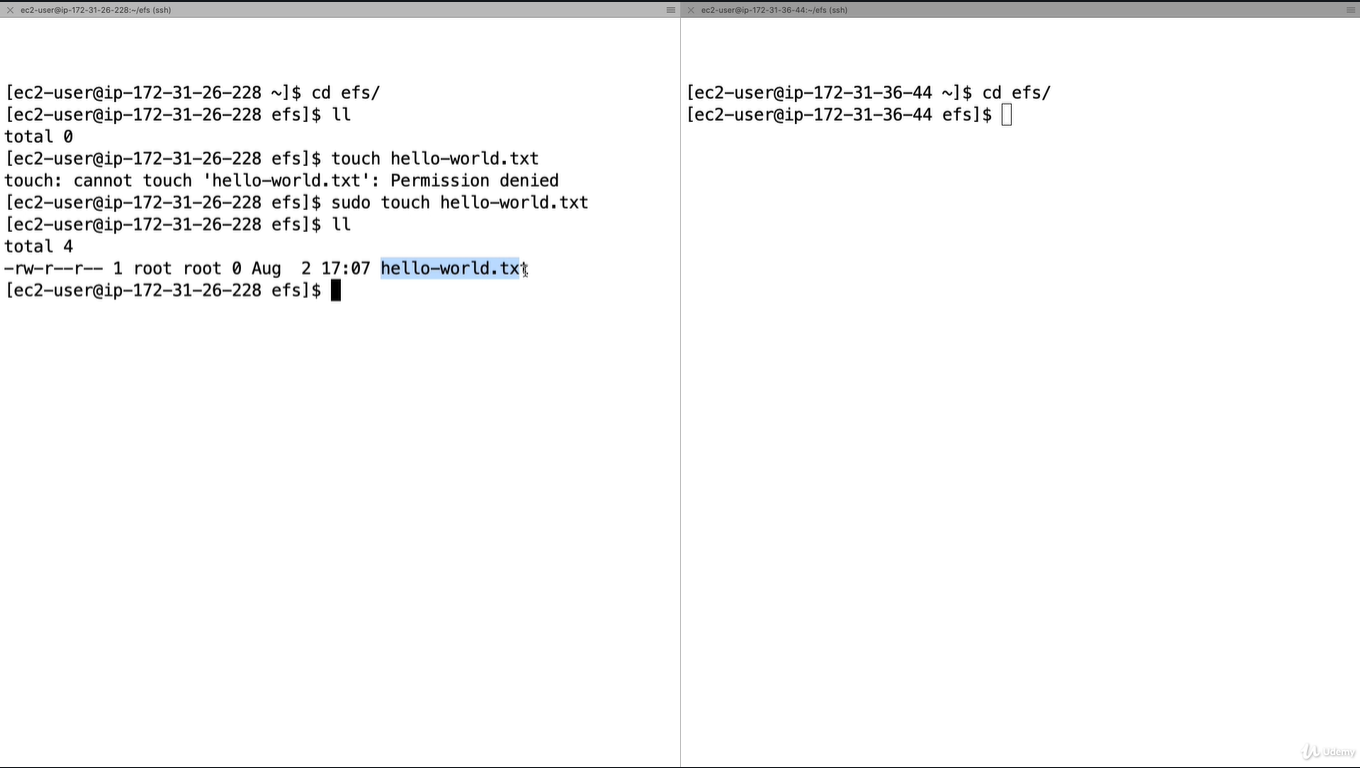 ec2-user@ip-172-31-26-228:~/efs (ssh)
[ec2-user@ip-172-31-26-228 ~]$ cd efs/
[ec2-user@ip-172-31-26-228 efs]$ ll
total 0
[ec2-user@ip-172-31-26-228 efs]$ touch hello-world.txt
touch: cannot touch 'hello-world.txt': Permission denied
[ec2-user@ip-172-31-26-228 efs]$ sudo touch hello-world.txt
[ec2-user@ip-172-31-26-228 efs]$ ll
total 4
-rw-r--r-- 1 root root 0 Aug  2 17:07 hello-world.txt
[ec2-user@ip-172-31-26-228 efs]$
ec2-user@ip-172-31-36-44:~/efs (ssh)
[ec2-user@ip-172-31-36-44 ~]$ cd efs/
[ec2-user@ip-172-31-36-44 efs]$
Udemy